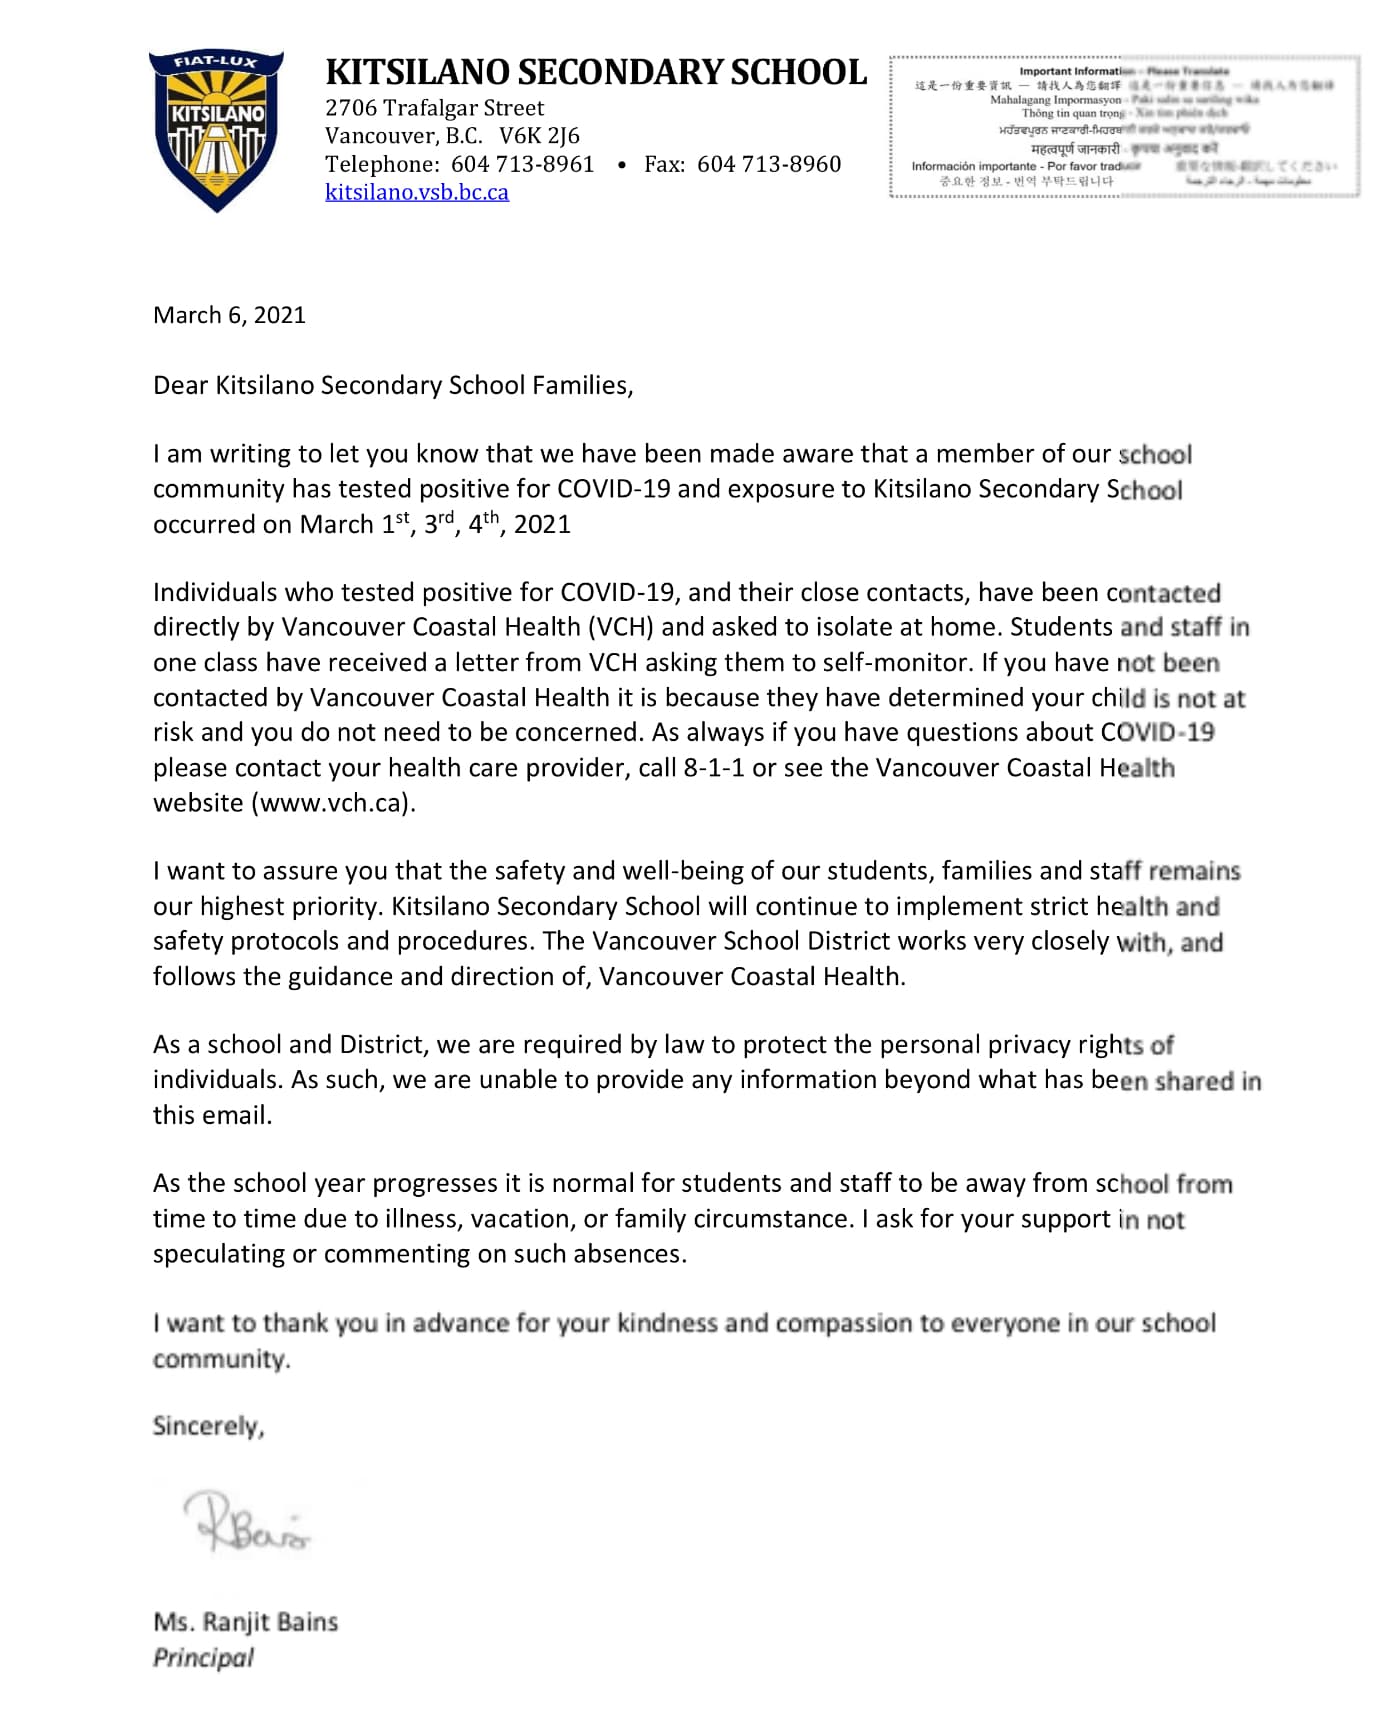 FIAT-LUX
KITSILANO
KITSILANO SECONDARY SCHOOL
2706 Trafalgar Street
Vancouver, B.C. V6K 2J6
Telephone: 604 713-8961 • Fax: 604 713-8960
kitsilano.vsb.bc.ca
Important Information - Please Translate
這是一份重要資訊 — 請找人為您翻譯
Mahalagang Impormasyon - Paki salin sa sariling wika
Thông tin quan trọng - Xin tìm phiên dịch
महत्वपूर्ण जानकारी - कृपया अनुवाद करें
Información importante - Por favor traducir
중요한 정보 - 번역 부탁드립니다
March 6, 2021
Dear Kitsilano Secondary School Families,
I am writing to let you know that we have been made aware that a member of our school
community has tested positive for COVID-19 and exposure to Kitsilano Secondary School
occurred on March 1st, 3rd, 4th, 2021
Individuals who tested positive for COVID-19, and their close contacts, have been contacted
directly by Vancouver Coastal Health (VCH) and asked to isolate at home. Students and staff in
one class have received a letter from VCH asking them to self-monitor. If you have not been
contacted by Vancouver Coastal Health it is because they have determined your child is not at
risk and you do not need to be concerned. As always if you have questions about COVID-19
please contact your health care provider, call 8-1-1 or see the Vancouver Coastal Health
website (www.vch.ca).
I want to assure you that the safety and well-being of our students, families and staff remains
our highest priority. Kitsilano Secondary School will continue to implement strict health and
safety protocols and procedures. The Vancouver School District works very closely with, and
follows the guidance and direction of, Vancouver Coastal Health.
As a school and District, we are required by law to protect the personal privacy rights of
individuals. As such, we are unable to provide any information beyond what has been shared in
this email.
As the school year progresses it is normal for students and staff to be away from school from
time to time due to illness, vacation, or family circumstance. I ask for your support in not
speculating or commenting on such absences.
I want to thank you in advance for your kindness and compassion to everyone in our school
community.
Sincerely,
RBains
Ms. Ranjit Bains
Principal